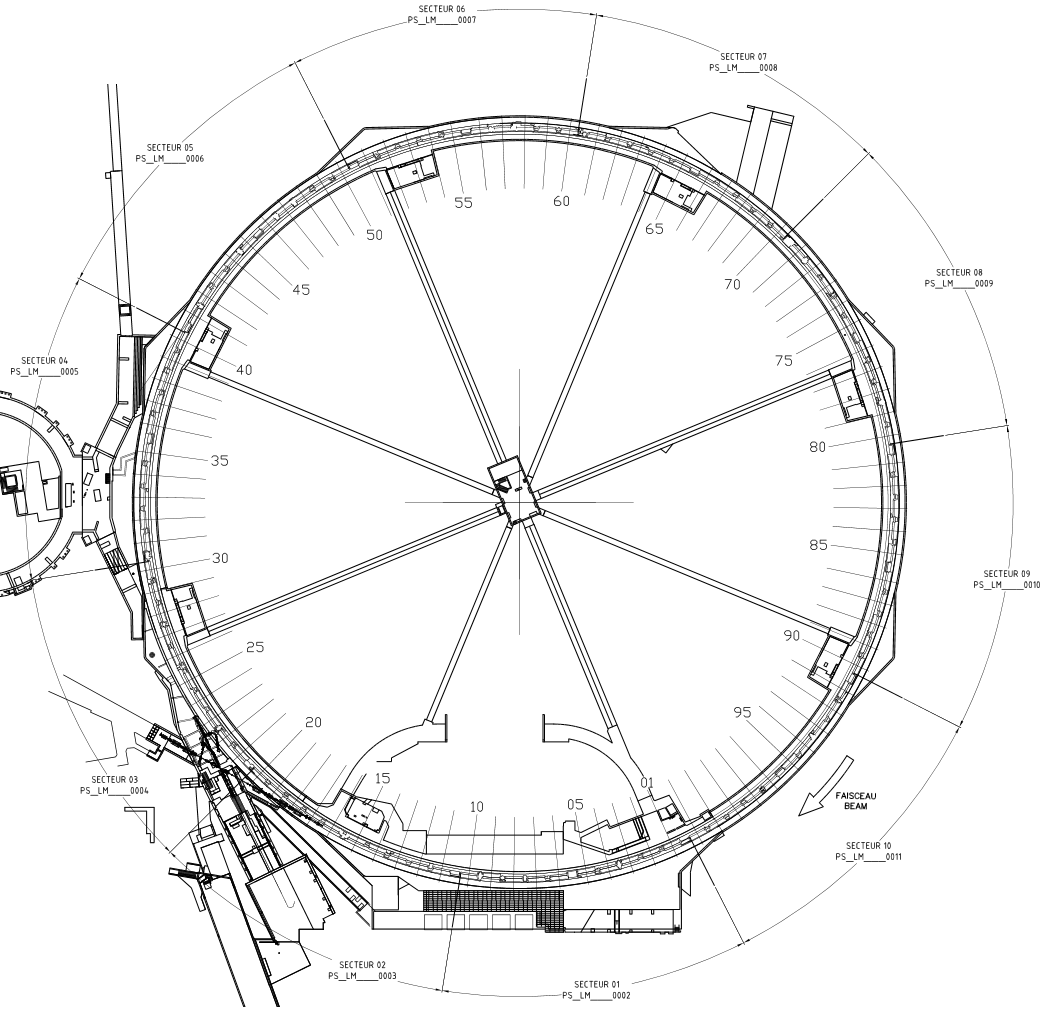 SECTEUR 06
PS_LM____0007
SECTEUR 07
PS_LM____0008
SECTEUR 05
PS_LM____0006
55
60
50
65
SECTEUR 08
PS_LM____0009
45
70
SECTEUR 04
PS_LM____0005
40
75
35
80
30
85
SECTEUR 09
PS_LM____0010
25
90
20
95
SECTEUR 03
PS_LM____0004
15
10
05
01
FAISCEAU
BEAM
SECTEUR 10
PS_LM____0011
SECTEUR 02
PS_LM____0003
SECTEUR 01
PS_LM____0002